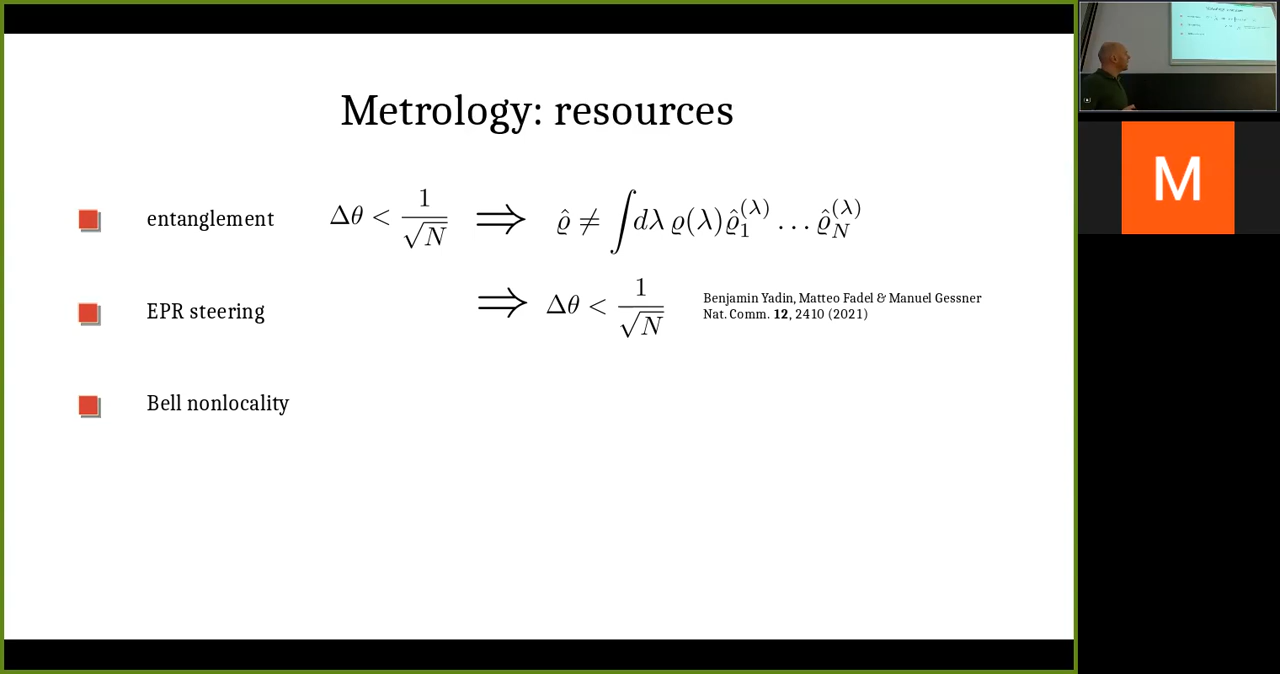 Metrology: resources
entanglement Δθ < 1/√N ⟹ ϱ̂ ≠ ∫dλ ϱ(λ)ϱ̂₁^(λ) … ϱ̂_N^(λ)
EPR steering ⟹ Δθ < 1/√N
Benjamin Yadin, Matteo Fadel & Manuel Gessner
Nat. Comm. 12, 2410 (2021)
Bell nonlocality
M